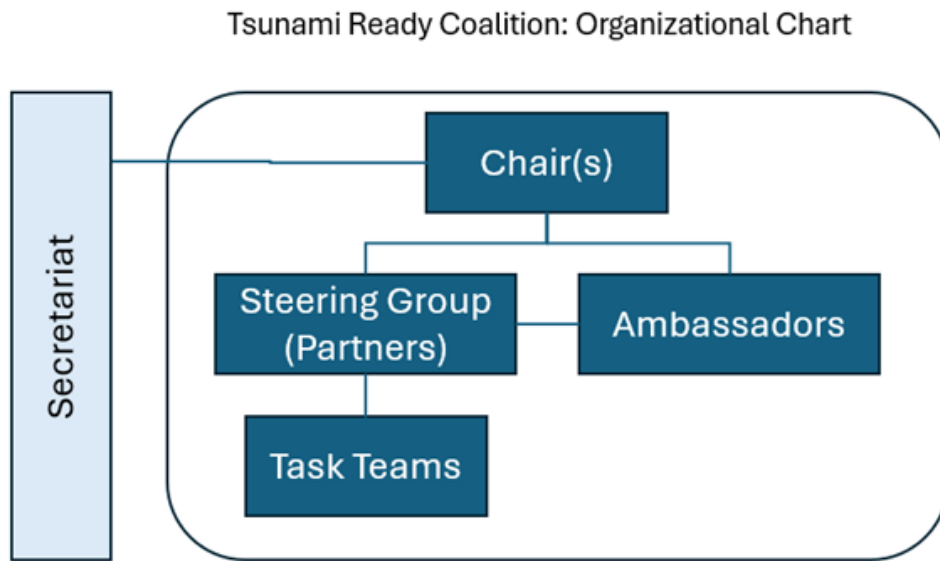 Tsunami Ready Coalition: Organizational Chart
Secretariat
Chair(s)
Steering Group
(Partners)
Ambassadors
Task Teams